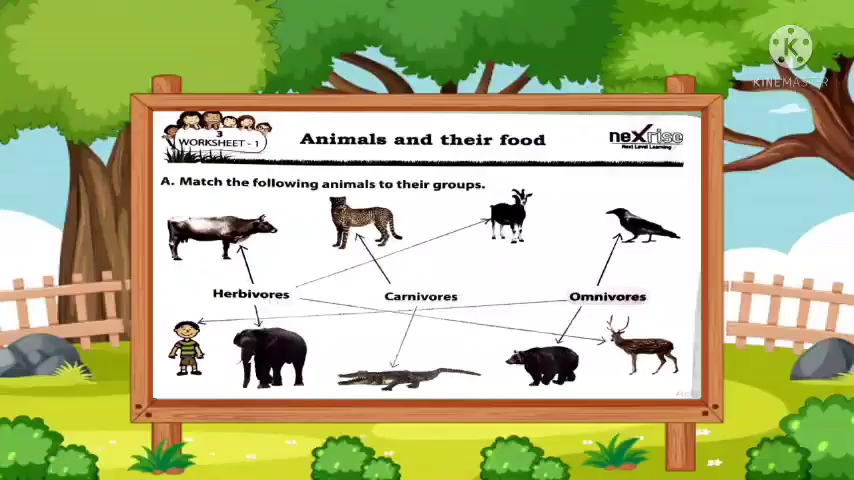 KINEMASTER
3
WORKSHEET - 1
Animals and their food
nexrise
Next Level Learning
A. Match the following animals to their groups.
Herbivores
Carnivores
Omnivores